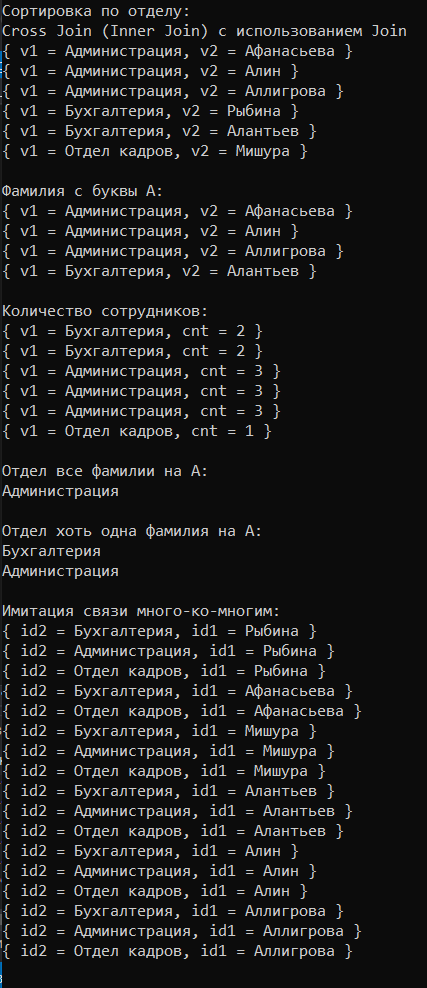 Сортировка по отделу:
Cross Join (Inner Join) с использованием Join
{ v1 = Администрация, v2 = Афанасьева }
{ v1 = Администрация, v2 = Алин }
{ v1 = Администрация, v2 = Аллигрова }
{ v1 = Бухгалтерия, v2 = Рыбина }
{ v1 = Бухгалтерия, v2 = Алантьев }
{ v1 = Отдел кадров, v2 = Мишура }
Фамилия с буквы А:
{ v1 = Администрация, v2 = Афанасьева }
{ v1 = Администрация, v2 = Алин }
{ v1 = Администрация, v2 = Аллигрова }
{ v1 = Бухгалтерия, v2 = Алантьев }
Количество сотрудников:
{ v1 = Бухгалтерия, cnt = 2 }
{ v1 = Бухгалтерия, cnt = 2 }
{ v1 = Администрация, cnt = 3 }
{ v1 = Администрация, cnt = 3 }
{ v1 = Администрация, cnt = 3 }
{ v1 = Отдел кадров, cnt = 1 }
Отдел все фамилии на А:
Администрация
Отдел хоть одна фамилия на А:
Бухгалтерия
Администрация
Имитация связи много-ко-многим:
{ id2 = Бухгалтерия, id1 = Рыбина }
{ id2 = Администрация, id1 = Рыбина }
{ id2 = Отдел кадров, id1 = Рыбина }
{ id2 = Бухгалтерия, id1 = Афанасьева }
{ id2 = Отдел кадров, id1 = Афанасьева }
{ id2 = Бухгалтерия, id1 = Мишура }
{ id2 = Администрация, id1 = Мишура }
{ id2 = Отдел кадров, id1 = Мишура }
{ id2 = Бухгалтерия, id1 = Алантьев }
{ id2 = Администрация, id1 = Алантьев }
{ id2 = Отдел кадров, id1 = Алантьев }
{ id2 = Бухгалтерия, id1 = Алин }
{ id2 = Администрация, id1 = Алин }
{ id2 = Отдел кадров, id1 = Алин }
{ id2 = Бухгалтерия, id1 = Аллигрова }
{ id2 = Администрация, id1 = Аллигрова }
{ id2 = Отдел кадров, id1 = Аллигрова }